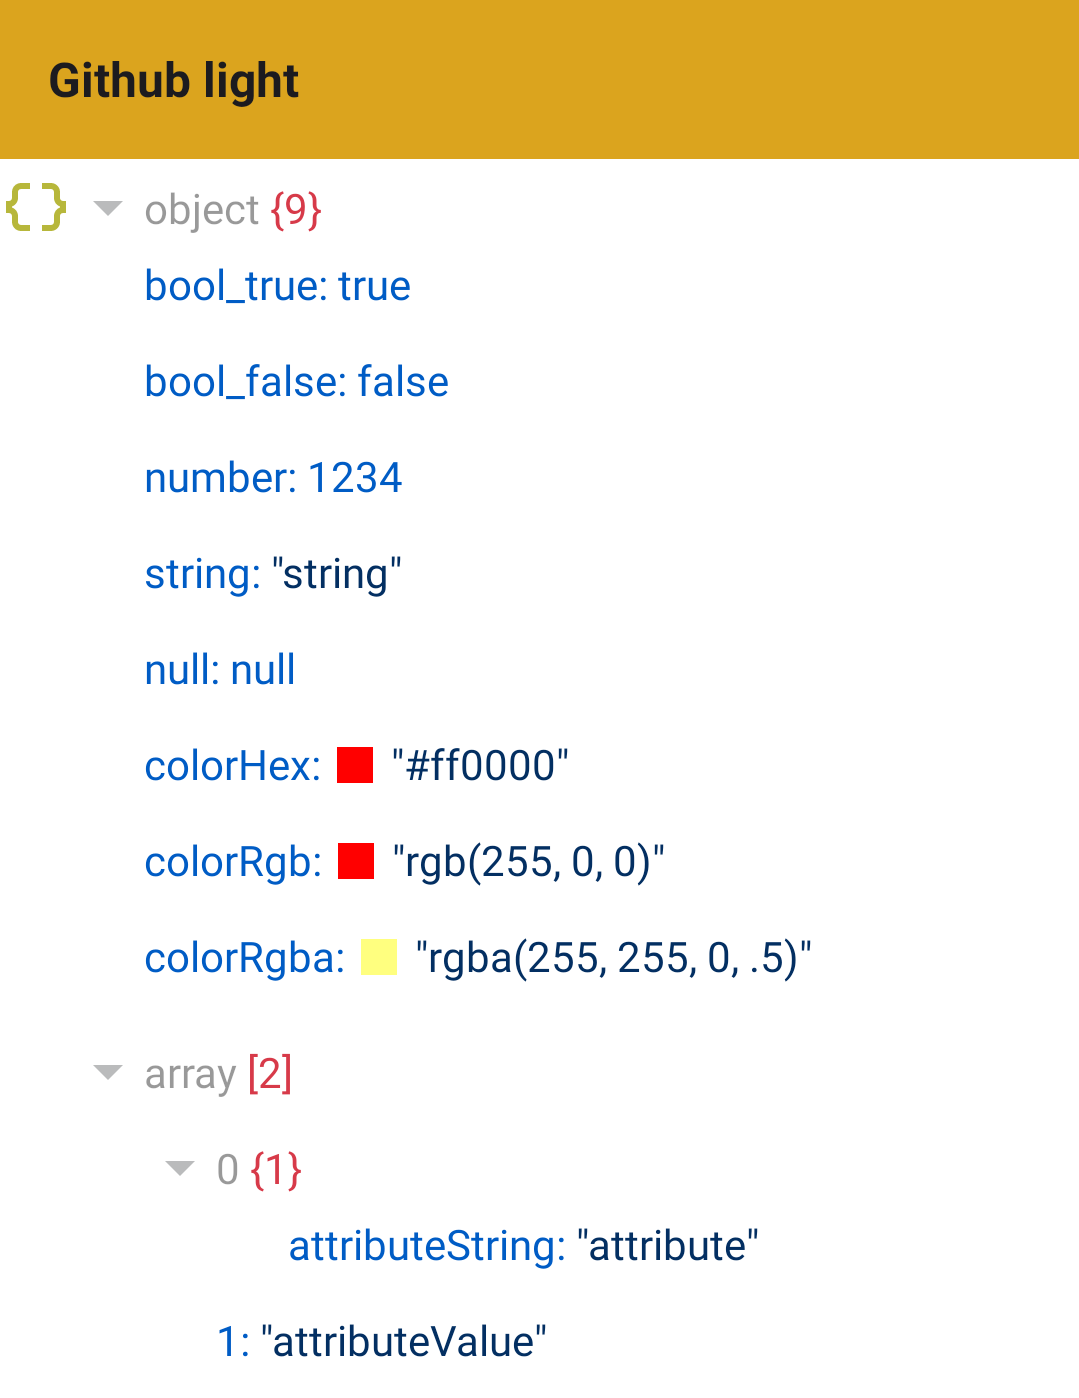 Github light
{} object {9}
bool_true: true
bool_false: false
number: 1234
string: "string"
null: null
colorHex: "#ff0000"
colorRgb: "rgb(255, 0, 0)"
colorRgba: "rgba(255, 255, 0, .5)"
array [2]
0 {1}
attributeString: "attribute"
1: "attributeValue"